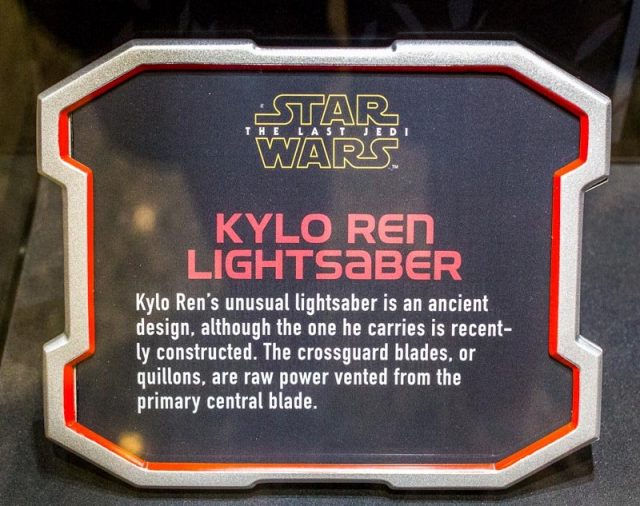 STAR
THE LAST JEDI
WARS
TM
KYLO REN
LIGHTSABER
Kylo Ren's unusual lightsaber is an ancient
design, although the one he carries is recent-
ly constructed. The crossguard blades, or
quillons, are raw power vented from the
primary central blade.